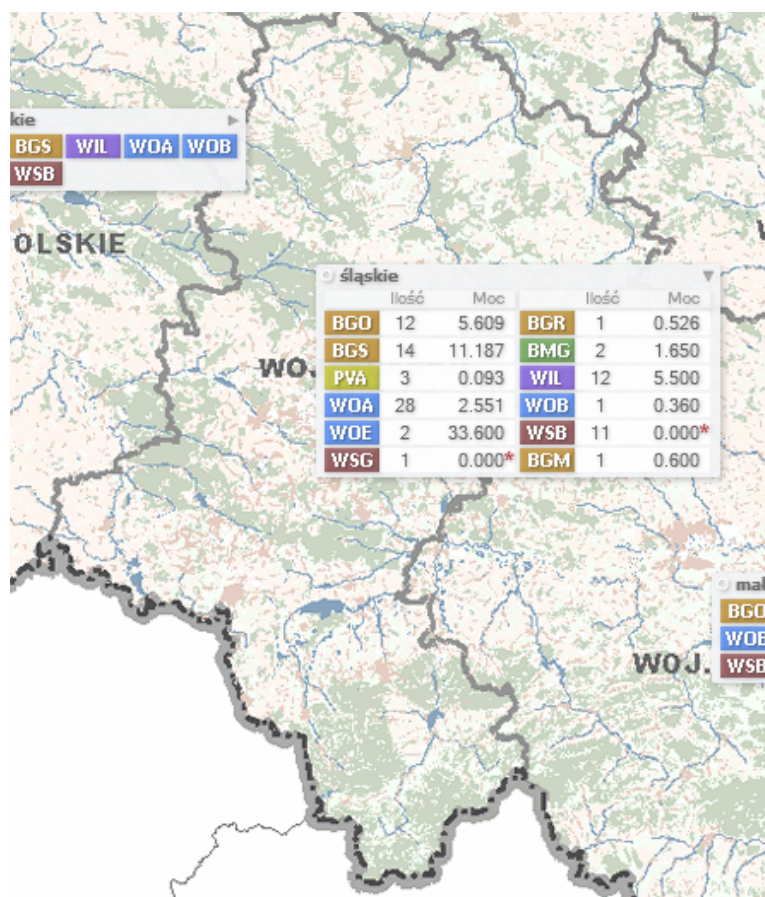 kie
BGS WIL WOA WOB
WSB
OLSKIE
śląskie
Ilość Moc Ilość Moc
BGO 12 5.609 BGR 1 0.526
BGS 14 11.187 BMG 2 1.650
PVA 3 0.093 WIL 12 5.500
WOA 28 2.551 WOB 1 0.360
WOE 2 33.600 WSB 11 0.000*
WSG 1 0.000* BGM 1 0.600
WOJ
mał
BGO
WOE
WOJ. WSB